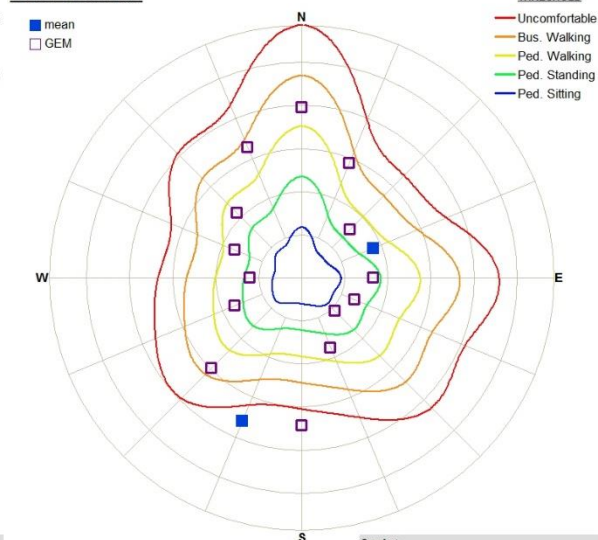 mean
GEM
Uncomfortable
Bus. Walking
Ped. Walking
Ped. Standing
Ped. Sitting
N
W
E
S